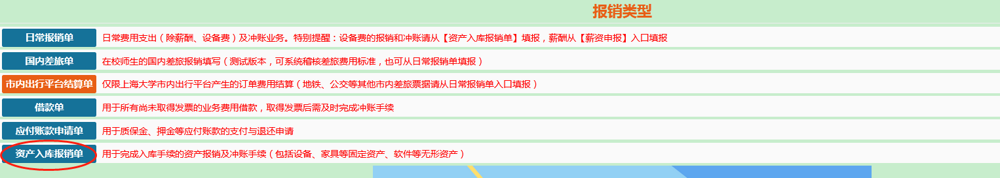 报销类型
日常报销单 日常费用支出（除薪酬、设备费）及冲账业务。特别提醒：设备费的报销和冲账请从【资产入库报销单】填报，薪酬从【薪资申报】入口填报
国内差旅单 在校师生的国内差旅报销填写（测试版本，可系统稽核差旅费用标准，也可从日常报销单填报）
市内出行平台结算单 仅限上海大学市内出行平台产生的订单费用结算（地铁、公交等其他市内差旅票据请从日常报销单入口填报）
借款单 用于所有尚未取得发票的业务费用借款，取得发票后需及时完成冲账手续
应付账款申请单 用于质保金、押金等应付账款的支付与退还申请
资产入库报销单 用于完成入库手续的资产报销及冲账手续（包括设备、家具等固定资产、软件等无形资产）